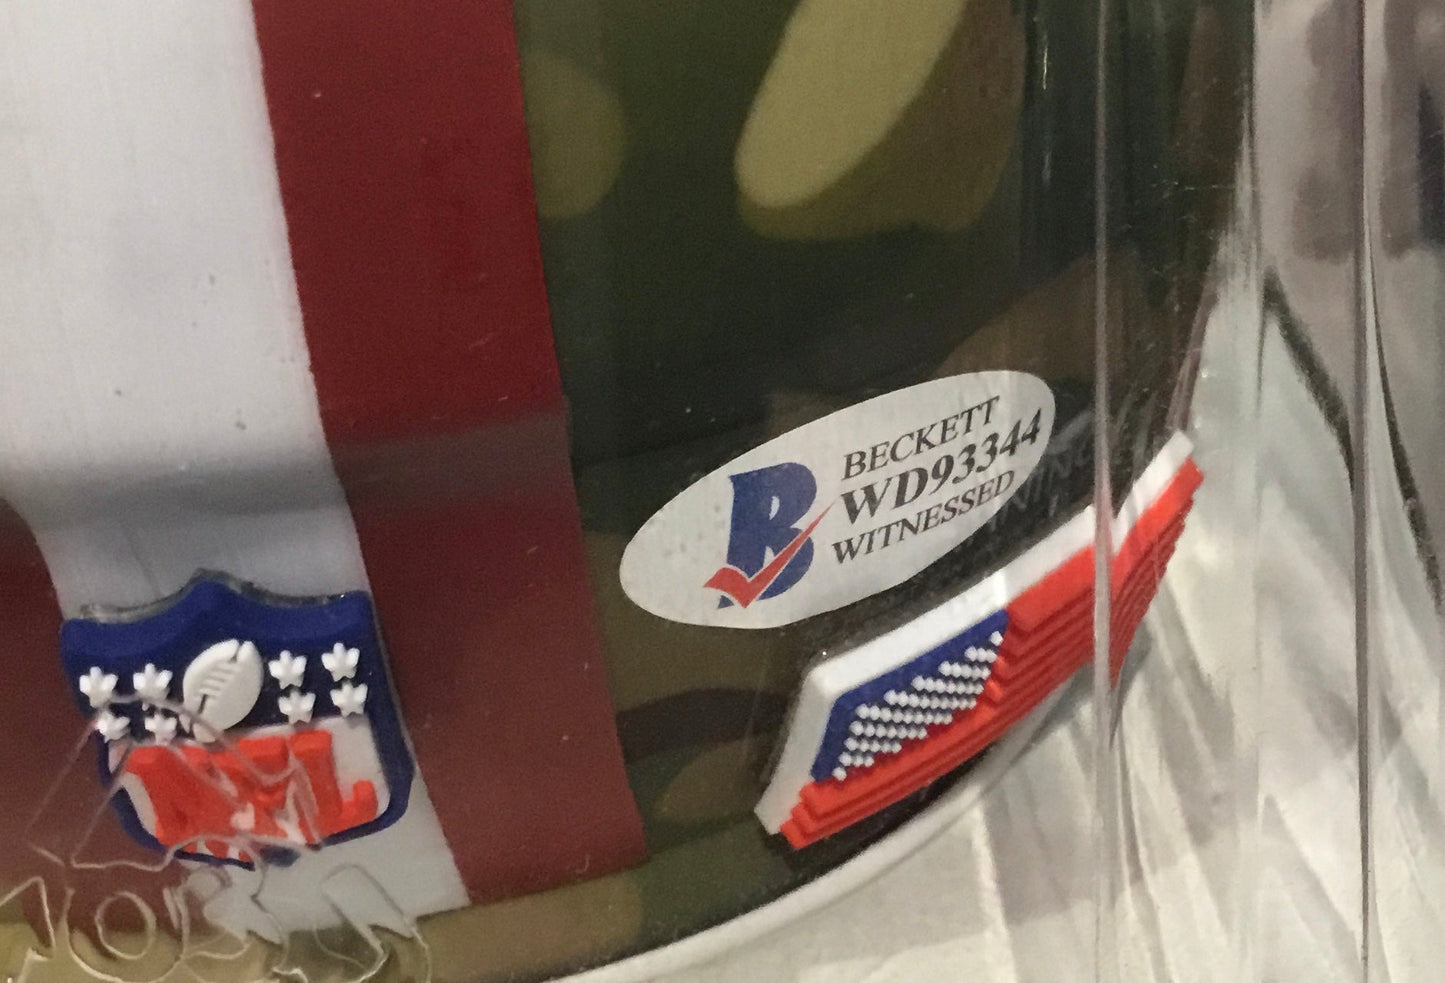 BECKETT
WD93344
WITNESSED
NFL